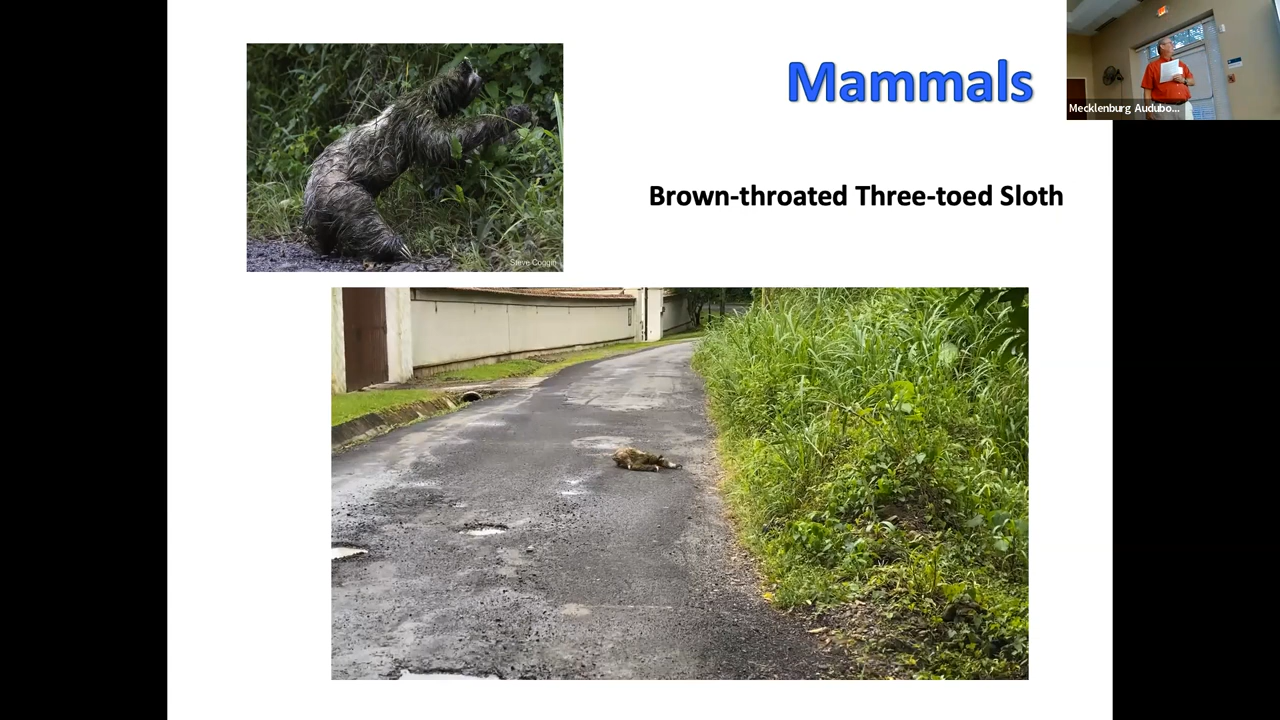 Mammals
Mecklenburg Audubo...
Brown-throated Three-toed Sloth
Steve Coggin